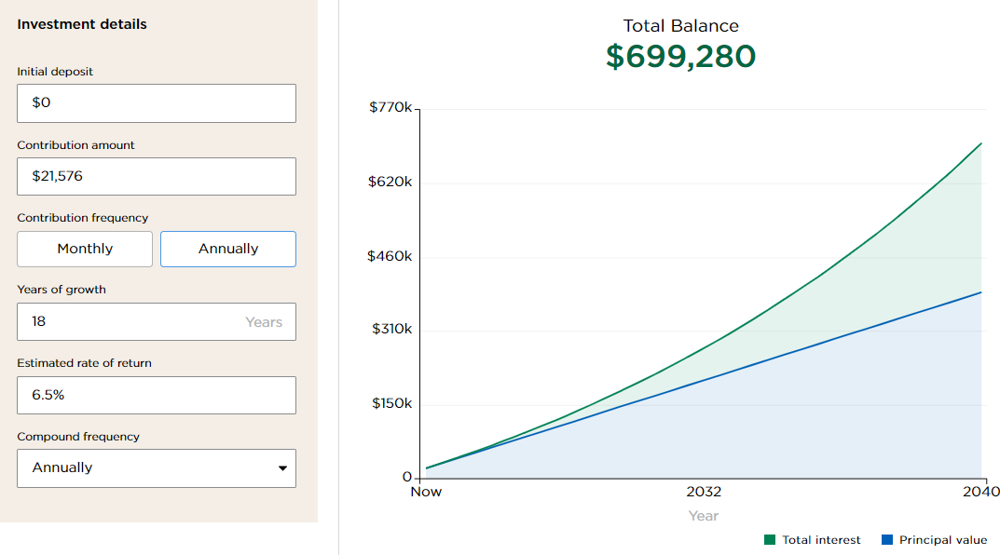 Investment details
Initial deposit
$0
Contribution amount
$21,576
Contribution frequency
Monthly Annually
Years of growth
18 Years
Estimated rate of return
6.5%
Compound frequency
Annually
Total Balance
$699,280
$770k
$620k
$460k
$310k
$150k
0
Now 2032 2040
Year
Total interest Principal value